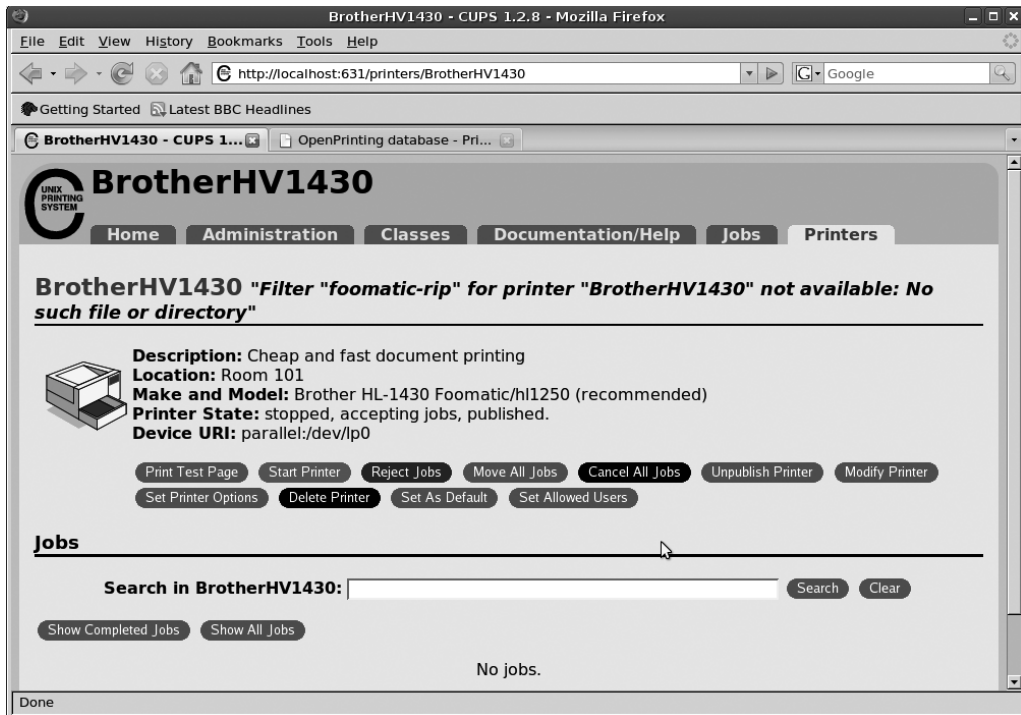 BrotherHV1430 - CUPS 1.2.8 - Mozilla Firefox
File Edit View History Bookmarks Tools Help
http://localhost:631/printers/BrotherHV1430
G
Google
Getting Started Latest BBC Headlines
BrotherHV1430 - CUPS 1... OpenPrinting database - Pri...
UNIX
PRINTING
SYSTEM
BrotherHV1430
Home Administration Classes Documentation/Help Jobs Printers
BrotherHV1430 "Filter "foomatic-rip" for printer "BrotherHV1430" not available: No
such file or directory"
Description: Cheap and fast document printing
Location: Room 101
Make and Model: Brother HL-1430 Foomatic/hl1250 (recommended)
Printer State: stopped, accepting jobs, published.
Device URI: parallel:/dev/lp0
Print Test Page Start Printer Reject Jobs Move All Jobs Cancel All Jobs Unpublish Printer Modify Printer
Set Printer Options Delete Printer Set As Default Set Allowed Users
Jobs
Search in BrotherHV1430: Search Clear
Show Completed Jobs Show All Jobs
No jobs.
Done